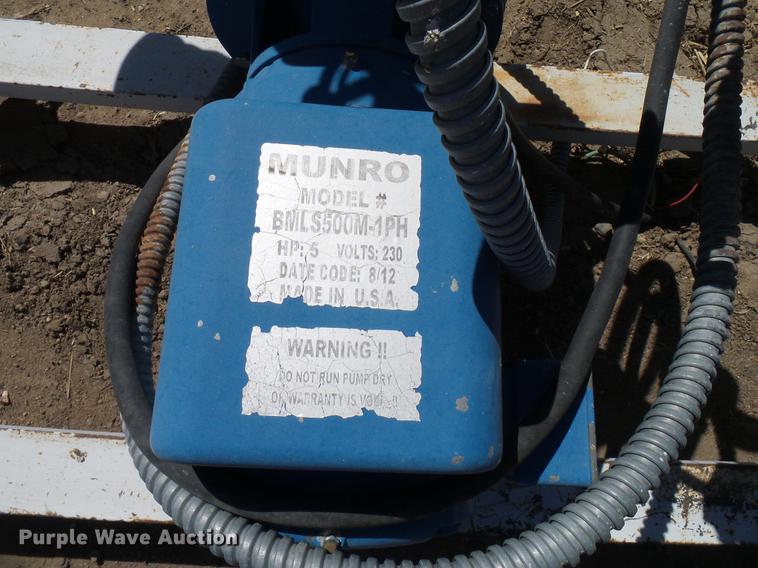 MUNRO
MODEL #
BMLS500M-1PH
HP: 5 VOLTS: 230
DATE CODE: 8/12
MADE IN U.S.A.
WARNING !!
DO NOT RUN PUMP DRY
OR WARRANTY IS VOID !!
Purple Wave Auction